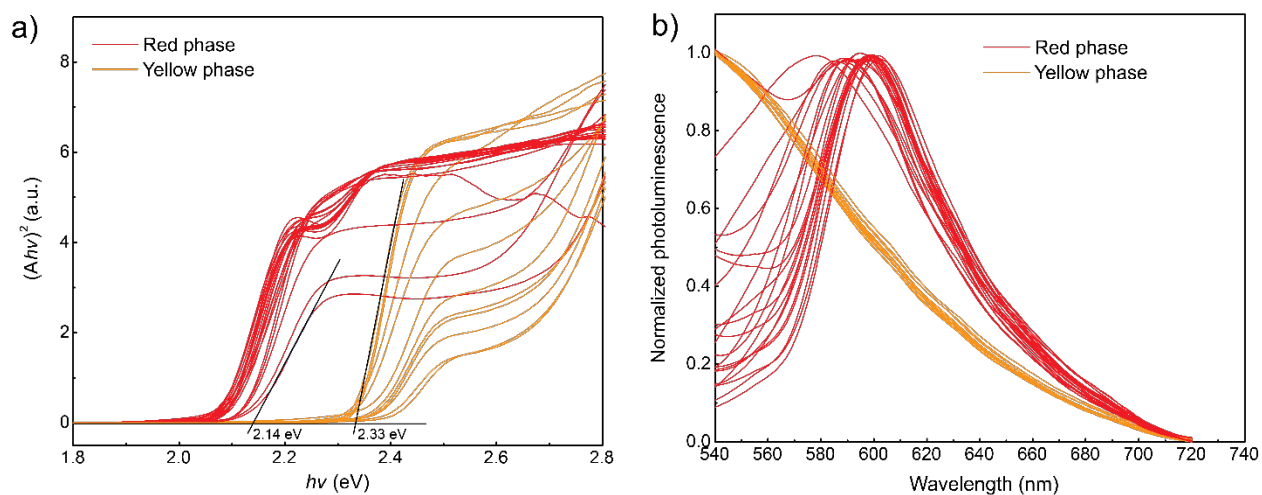 a)
Red phase
Yellow phase
(Ahν)² (a.u.)
8
6
4
2
0
2.14 eV
2.33 eV
1.8 2.0 2.2 2.4 2.6 2.8
hν (eV)
b)
Red phase
Yellow phase
Normalized photoluminescence
1.0
0.8
0.6
0.4
0.2
0.0
540 560 580 600 620 640 660 680 700 720 740
Wavelength (nm)